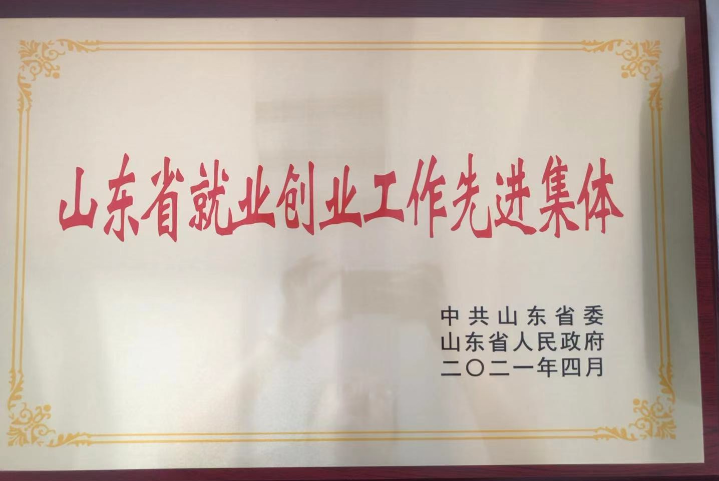 山东省就业创业工作先进集体
中共山东省委
山东省人民政府
二〇二一年四月